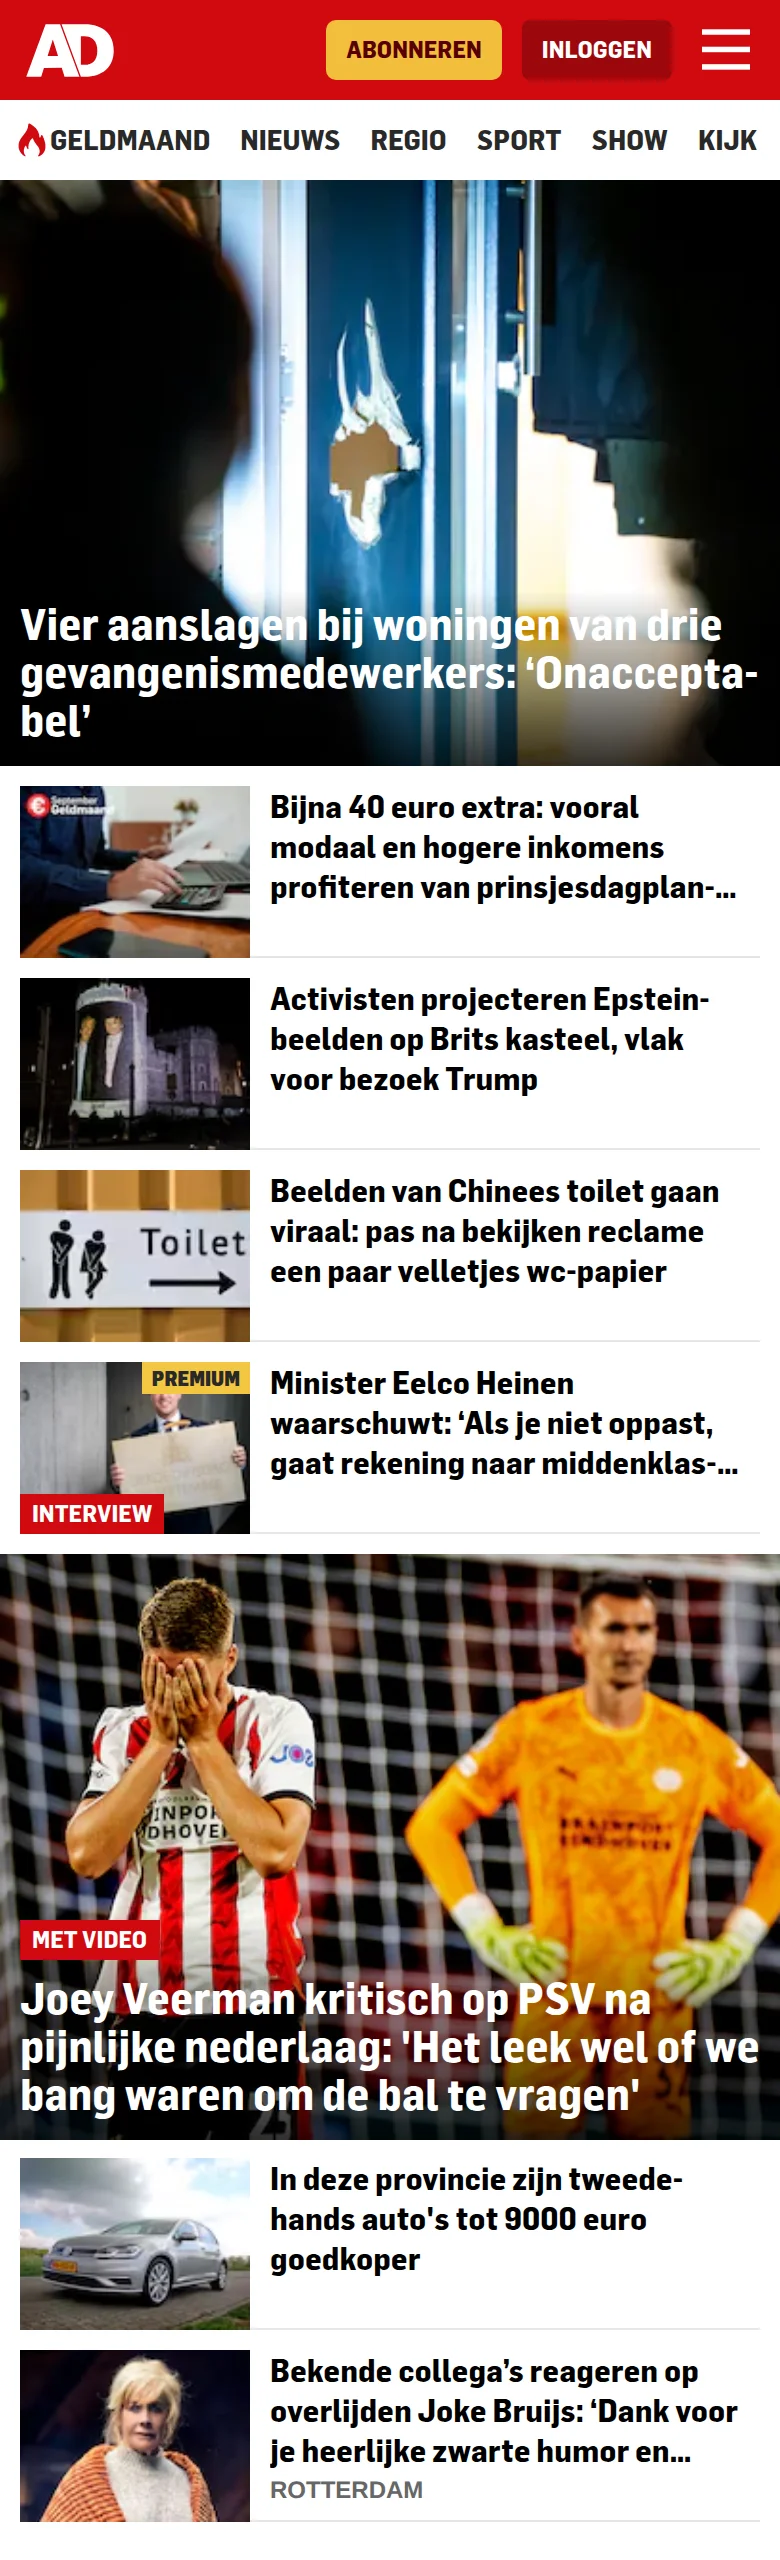 AD
ABONNEREN
INLOGGEN
GELDMAAND NIEUWS REGIO SPORT SHOW KIJK
Vier aanslagen bij woningen van drie
gevangenismedewerkers: ‘Onaccepta-
bel’
September
Geldmaand
Bijna 40 euro extra: vooral
modaal en hogere inkomens
profiteren van prinsjesdagplan-...
Activisten projecteren Epstein-
beelden op Brits kasteel, vlak
voor bezoek Trump
Toilet
Beelden van Chinees toilet gaan
viraal: pas na bekijken reclame
een paar velletjes wc-papier
PREMIUM
INTERVIEW
Minister Eelco Heinen
waarschuwt: ‘Als je niet oppast,
gaat rekening naar middenklas-...
MET VIDEO
Joey Veerman kritisch op PSV na
pijnlijke nederlaag: 'Het leek wel of we
bang waren om de bal te vragen'
In deze provincie zijn tweede-
hands auto's tot 9000 euro
goedkoper
Bekende collega’s reageren op
overlijden Joke Bruijs: ‘Dank voor
je heerlijke zwarte humor en...
ROTTERDAM